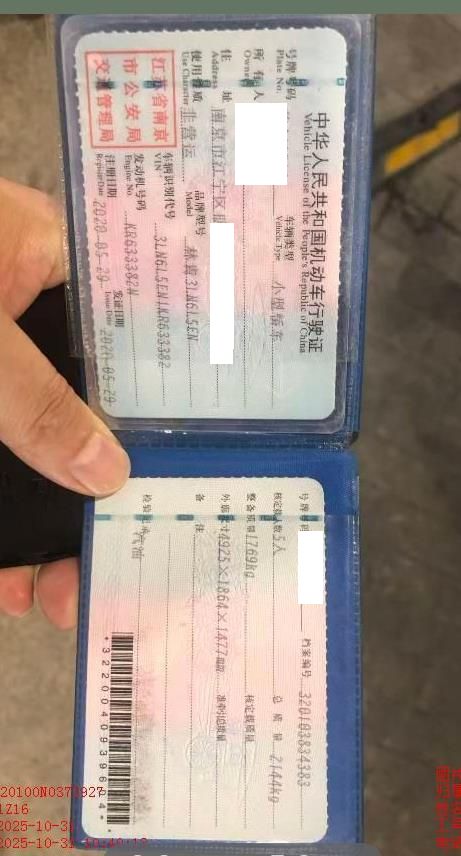 中华人民共和国机动车行驶证
Vehicle License of the People's Republic of China
号牌号码
Plate No.
车辆类型
Vehicle Type
小型轿车
所有人
Owner
住址
Address
南京市江宁区
使用性质
Use Character
非营运
品牌型号
Model
林肯3LN6L5EN
江苏省南京
市公安局
交通管理局
车辆识别代号
VIN
3LN6L5EN1KR633382
发动机号码
Engine No.
KR633382N
注册日期
Register Date
2020-05-29
发证日期
Issue Date
2020-05-29
号牌号码
档案编号
320103834383
核定载人数
5人
总质量
2144kg
整备质量
1769kg
核定载质量
外廓尺寸
4925×1864×1477mm
准牵引总质量
备注
检验记录
汽油
20100N0373927
1Z16
2025-10-31
2025-10-31